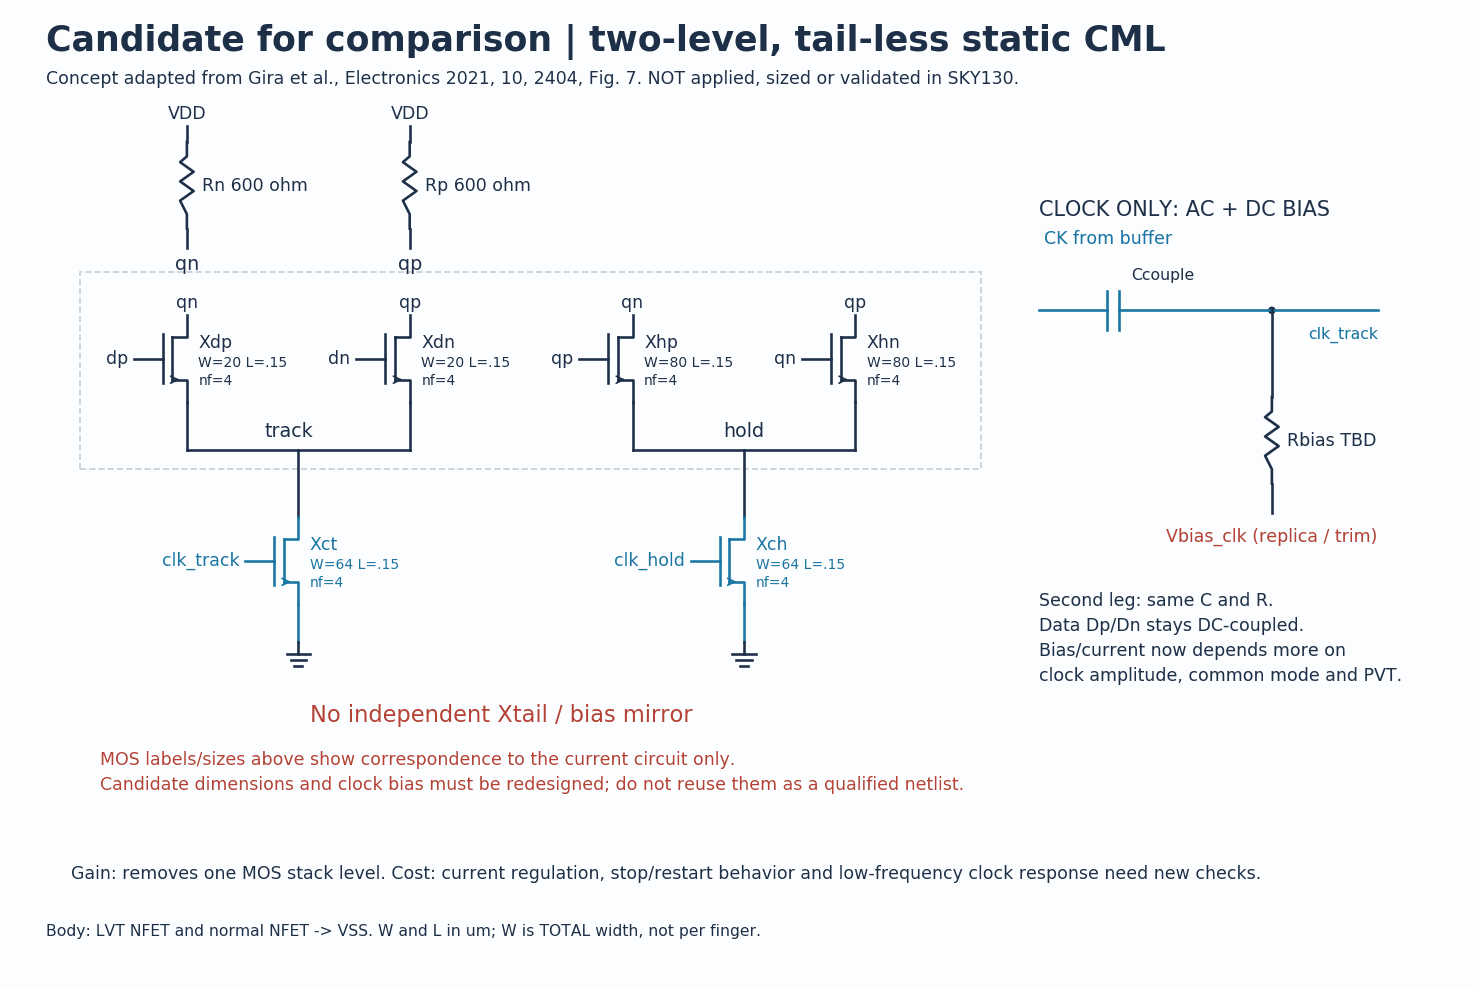 Candidate for comparison | two-level, tail-less static CML
Concept adapted from Gira et al., Electronics 2021, 10, 2404, Fig. 7. NOT applied, sized or validated in SKY130.
VDD
VDD
Rn 600 ohm
Rp 600 ohm
qn
qp
qn
qp
qn
qp
dp
Xdp
W=20 L=.15
nf=4
dn
Xdn
W=20 L=.15
nf=4
qp
Xhp
W=80 L=.15
nf=4
qn
Xhn
W=80 L=.15
nf=4
track
hold
clk_track
Xct
W=64 L=.15
nf=4
clk_hold
Xch
W=64 L=.15
nf=4
No independent Xtail / bias mirror
MOS labels/sizes above show correspondence to the current circuit only.
Candidate dimensions and clock bias must be redesigned; do not reuse them as a qualified netlist.
CLOCK ONLY: AC + DC BIAS
CK from buffer
Ccouple
clk_track
Rbias TBD
Vbias_clk (replica / trim)
Second leg: same C and R.
Data Dp/Dn stays DC-coupled.
Bias/current now depends more on
clock amplitude, common mode and PVT.
Gain: removes one MOS stack level. Cost: current regulation, stop/restart behavior and low-frequency clock response need new checks.
Body: LVT NFET and normal NFET -> VSS. W and L in um; W is TOTAL width, not per finger.